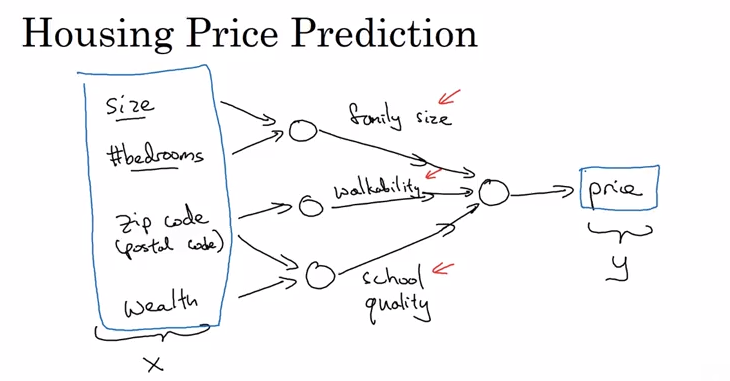 Housing Price Prediction
size
#bedrooms
zip code
(postal code)
wealth
x
family size
walkability
school
quality
price
y